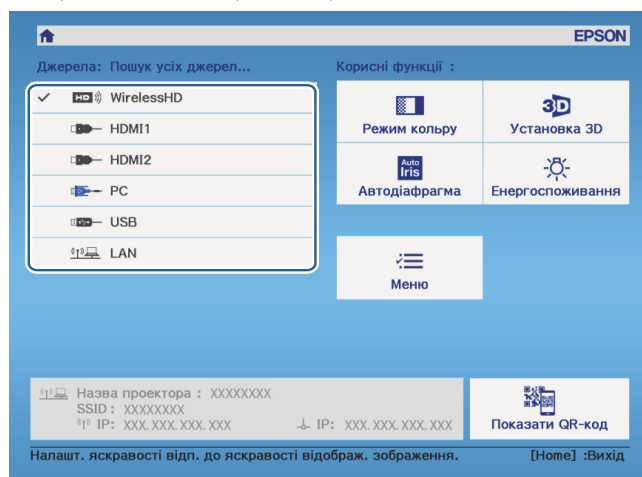 EPSON
Джерела: Пошук усіх джерел...
WirelessHD
HDMI1
HDMI2
PC
USB
LAN
Корисні функції :
Режим кольру
3D
Установка 3D
Auto Iris
Автодіафрагма
Енергоспоживання
Меню
Назва проектора : XXXXXXXX
SSID : XXXXXXXX
IP: XXX. XXX. XXX. XXX
IP: XXX. XXX. XXX. XXX
Показати QR-код
Налашт. яскравості відп. до яскравості відображ. зображення.
[Home] :Вихід